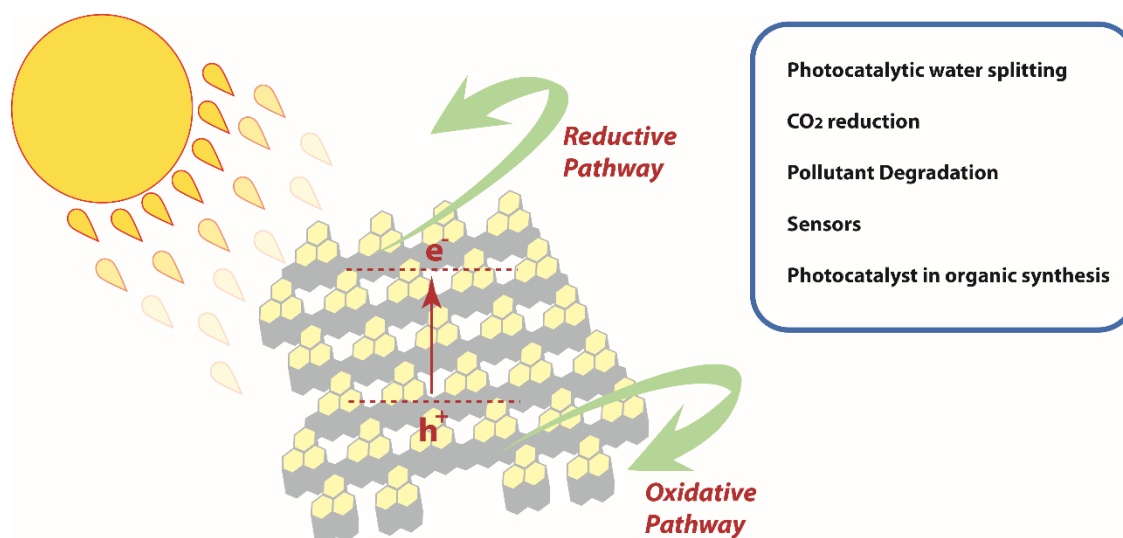 Reductive
Pathway
e-
h+
Oxidative
Pathway
Photocatalytic water splitting
CO2 reduction
Pollutant Degradation
Sensors
Photocatalyst in organic synthesis